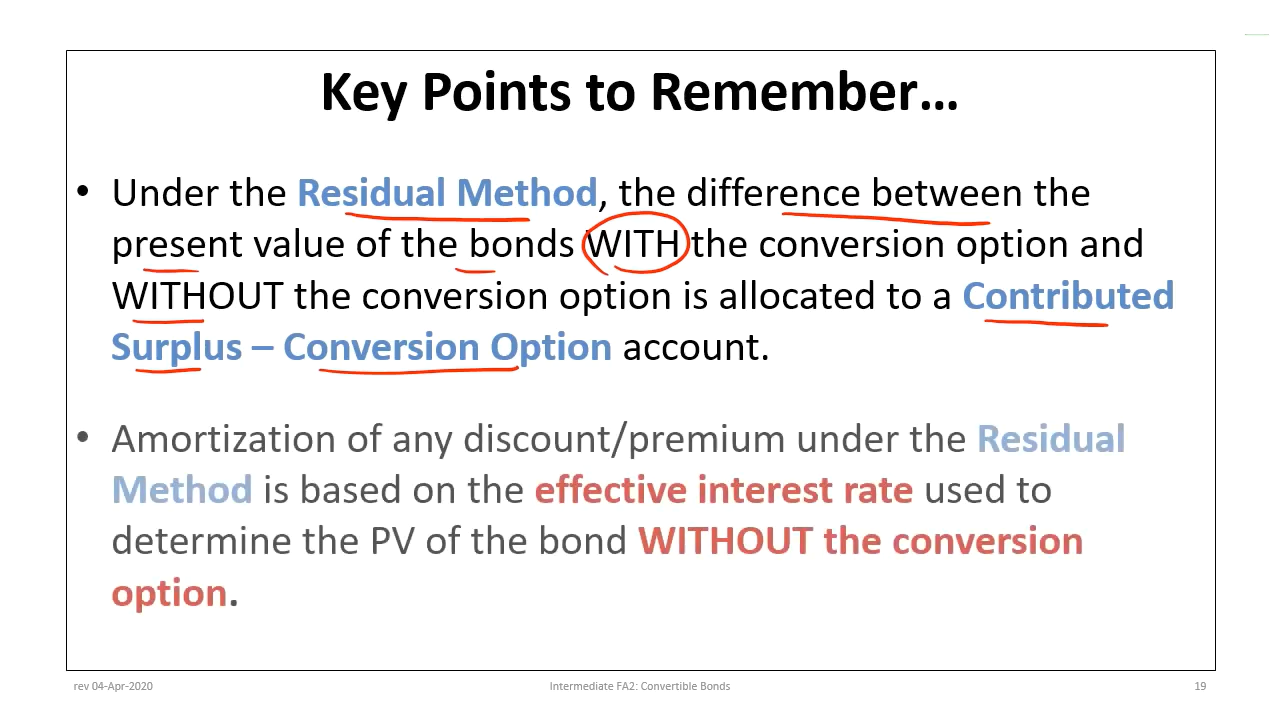 Key Points to Remember…
• Under the Residual Method, the difference between the
present value of the bonds WITH the conversion option and
WITHOUT the conversion option is allocated to a Contributed
Surplus – Conversion Option account.
• Amortization of any discount/premium under the Residual
Method is based on the effective interest rate used to
determine the PV of the bond WITHOUT the conversion
option.
rev 04-Apr-2020
Intermediate FA2: Convertible Bonds
19